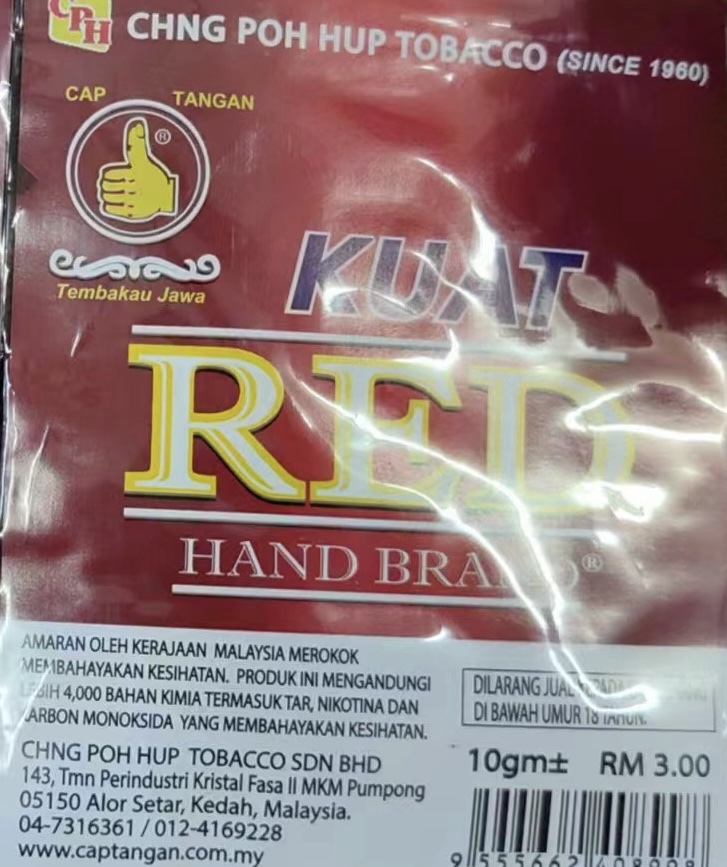 CPH
CHNG POH HUP TOBACCO (SINCE 1960)
CAP TANGAN
®
Tembakau Jawa
KUAT
RED
HAND ®
AMARAN OLEH KERAJAAN MALAYSIA MEROKOK
MEMBAHAYAKAN KESIHATAN. PRODUK INI MENGANDUNGI
LEBIH 4,000 BAHAN KIMIA TERMASUK TAR, NIKOTINA DAN
KARBON MONOKSIDA YANG MEMBAHAYAKAN KESIHATAN.
DILARANG JUAL
DI BAWAH UMUR 18 TAHUN.
10gm± RM 3.00
CHNG POH HUP TOBACCO SDN BHD
143, Tmn Perindustri Kristal Fasa II MKM Pumpong
05150 Alor Setar, Kedah, Malaysia.
04-7316361 / 012-4169228
www.captangan.com.my